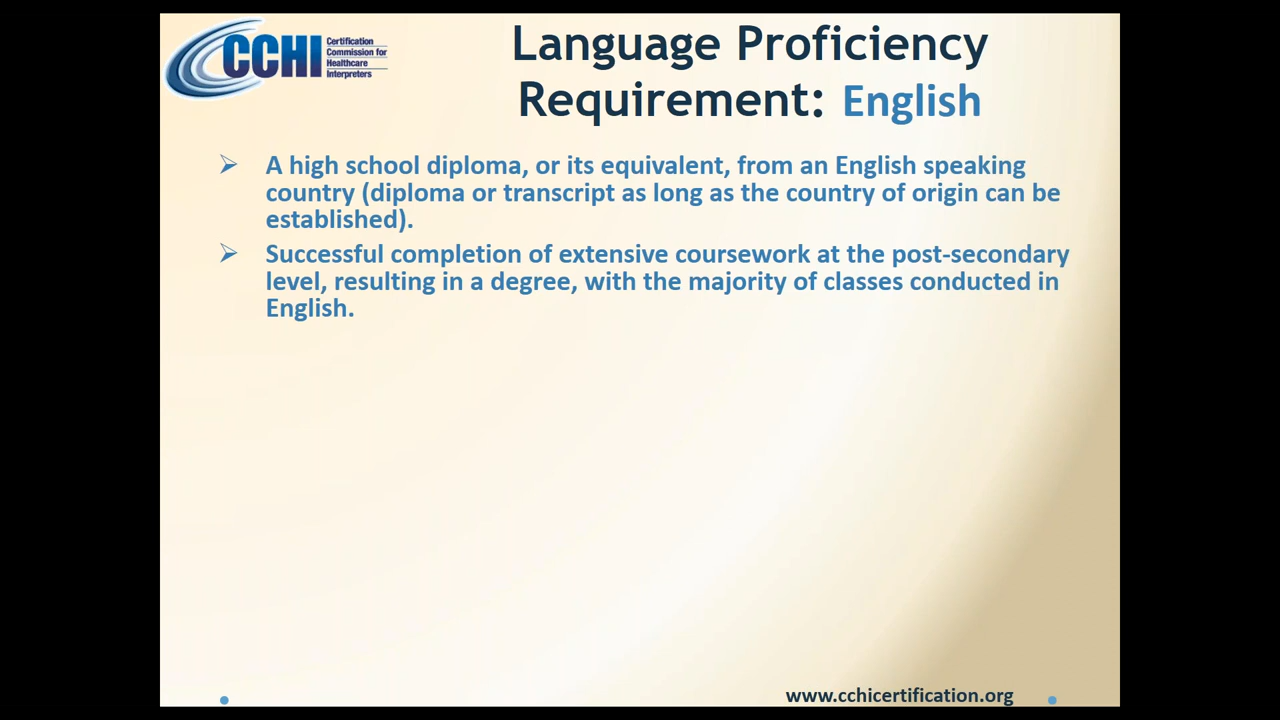 CCHI
Certification
Commission for
Healthcare
Interpreters
Language Proficiency
Requirement: English
➢ A high school diploma, or its equivalent, from an English speaking
country (diploma or transcript as long as the country of origin can be
established).
➢ Successful completion of extensive coursework at the post-secondary
level, resulting in a degree, with the majority of classes conducted in
English.
www.cchicertification.org